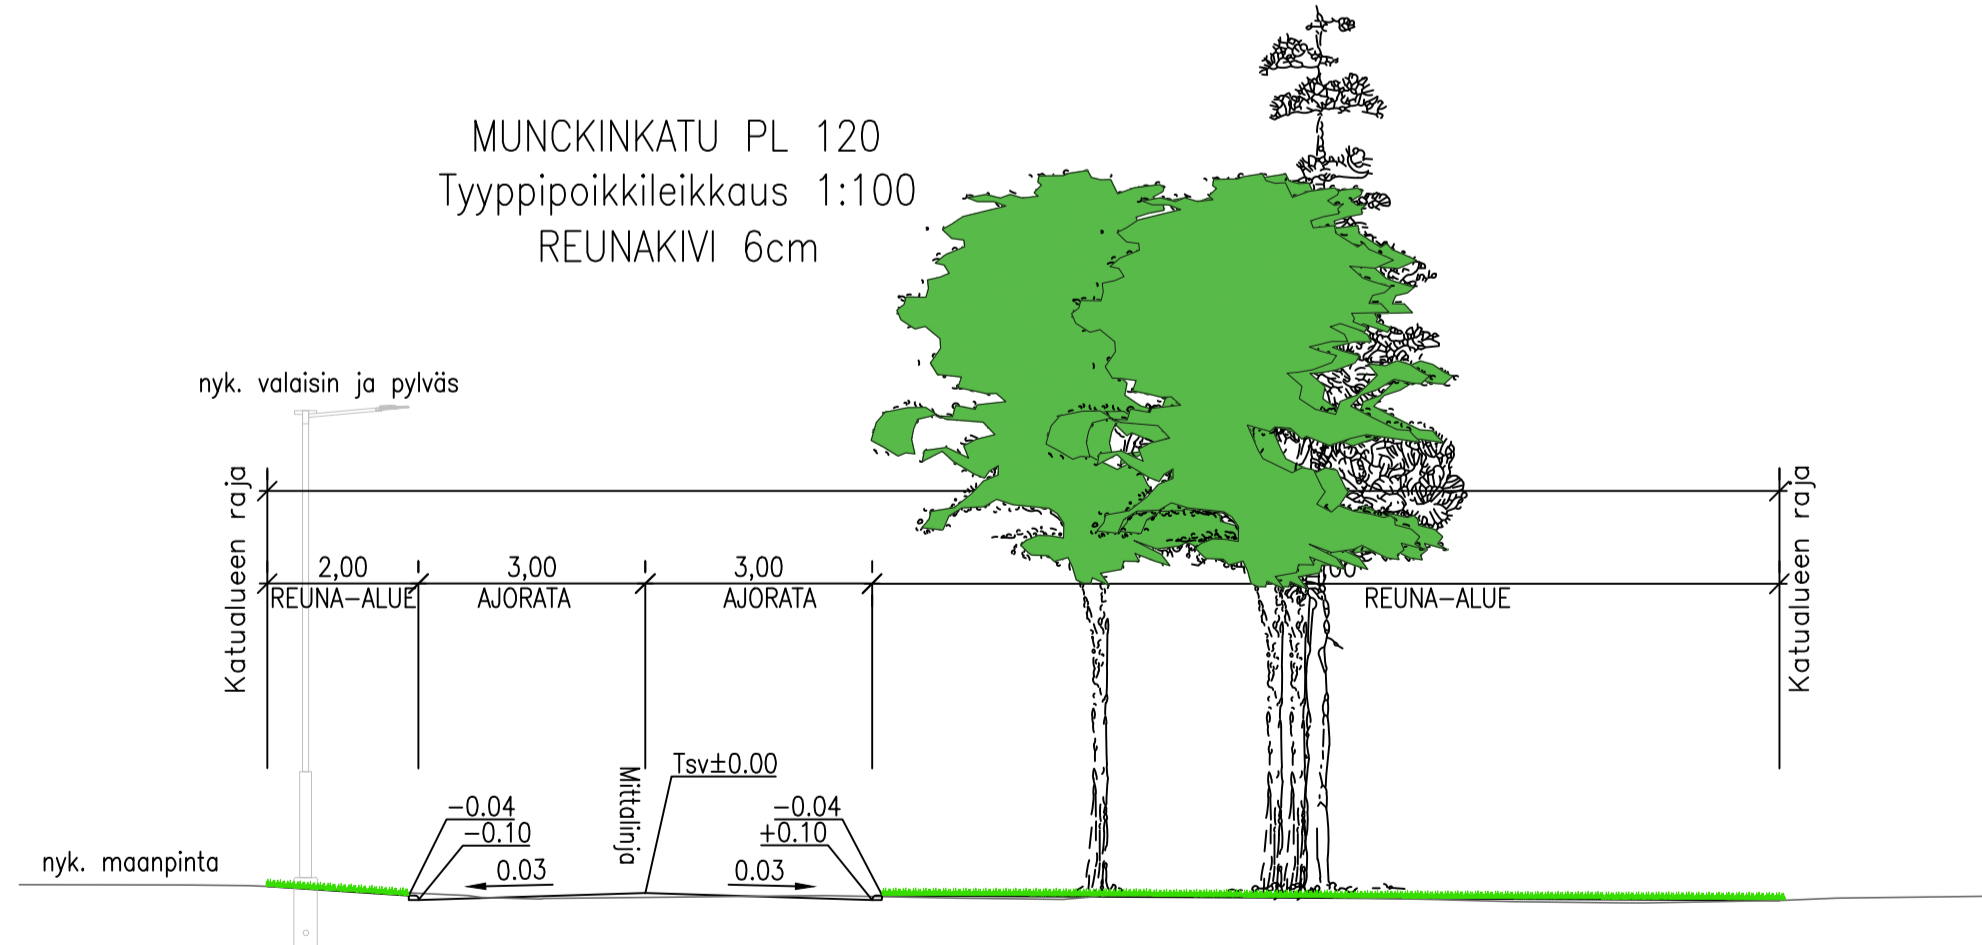 MUNCKINKATU PL 120
Tyyppipoikkileikkaus 1:100
REUNAKIVI 6cm
nyk. valaisin ja pylväs
Katualueen raja
2,00
3,00
3,00
REUNA-ALUE
AJORATA
AJORATA
REUNA-ALUE
Katualueen raja
Mittalinja
Tsv±0.00
-0.04
-0.10
0.03
-0.04
+0.10
0.03
nyk. maanpinta